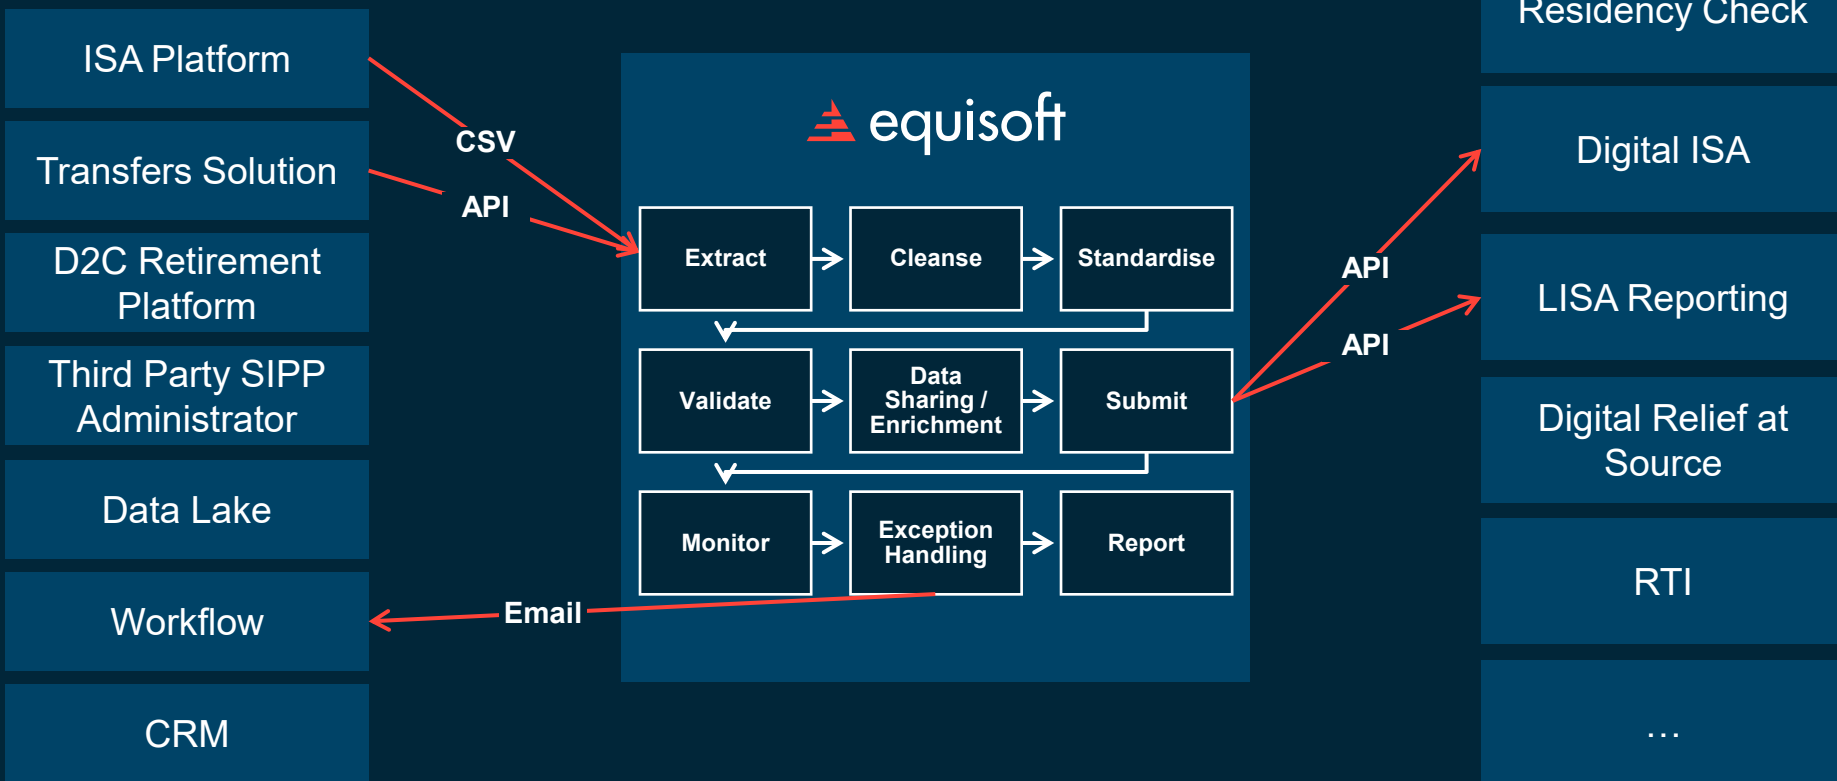 ISA Platform
Transfers Solution
D2C Retirement
Platform
Third Party SIPP
Administrator
Data Lake
Workflow
CRM
CSV
API
Email
equisoft
Extract
Cleanse
Standardise
Validate
Data
Sharing /
Enrichment
Submit
Monitor
Exception
Handling
Report
API
API
Residency Check
Digital ISA
LISA Reporting
Digital Relief at
Source
RTI
...